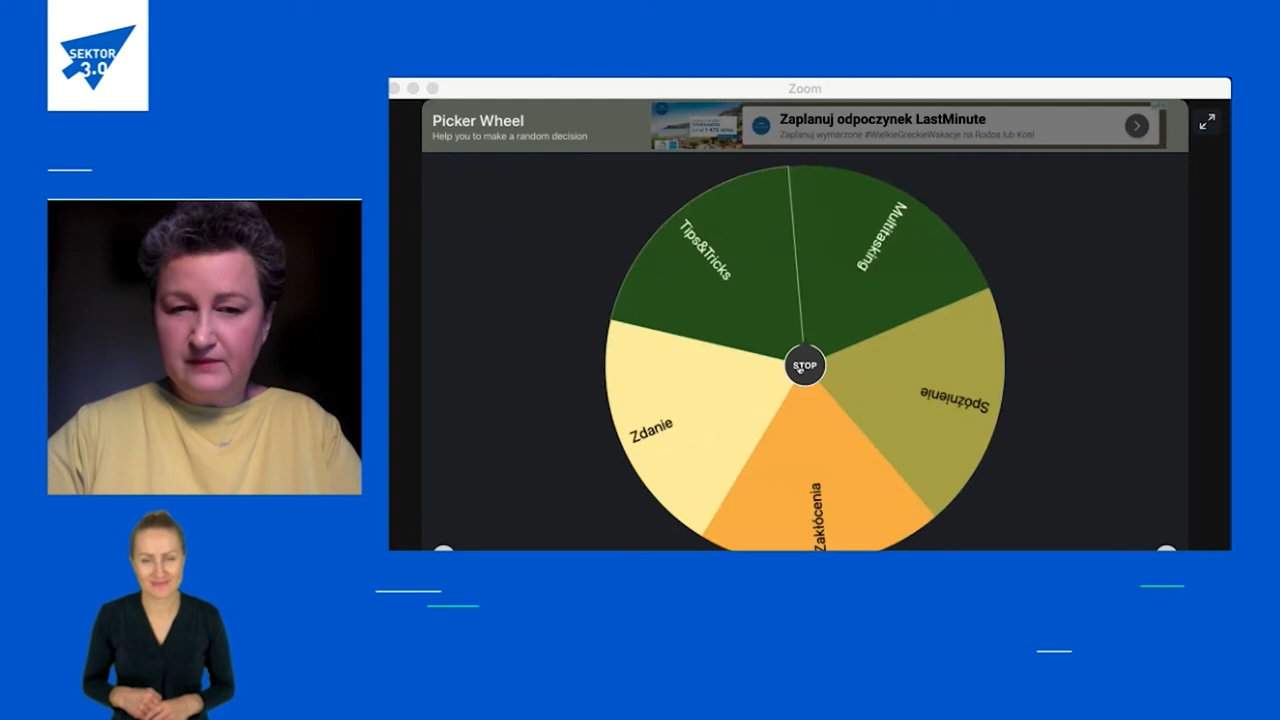 SEKTOR
3.0
Zoom
Picker Wheel
Help you to make a random decision
Zaplanuj odpoczynek LastMinute
Zaplanuj wymarzone #WielkieGreckieWakacje na Rodos lub Kos!
Tips&Tricks
Multitasking
Spóźnienie
Zakłócenia
Zdanie
STOP